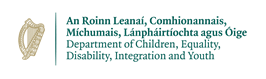 An Roinn Leanaí, Comhionannais,
Míchumais, Lánpháirtíochta agus Óige
Department of Children, Equality,
Disability, Integration and Youth